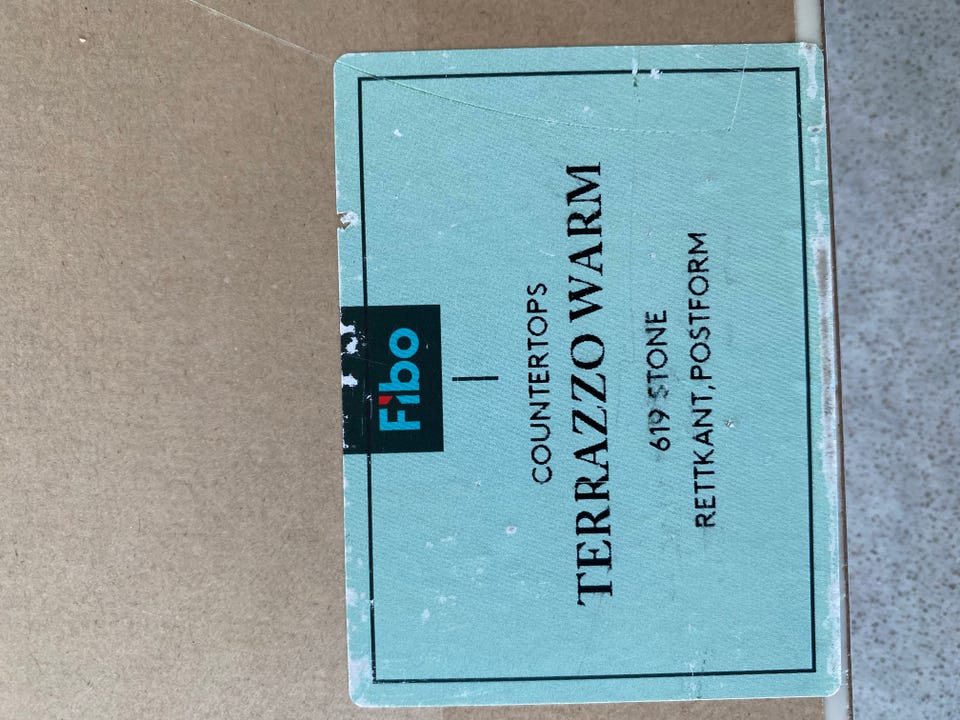 Fibo
COUNTERTOPS
TERRAZZO WARM
619 STONE
RETTKANT, POSTFORM